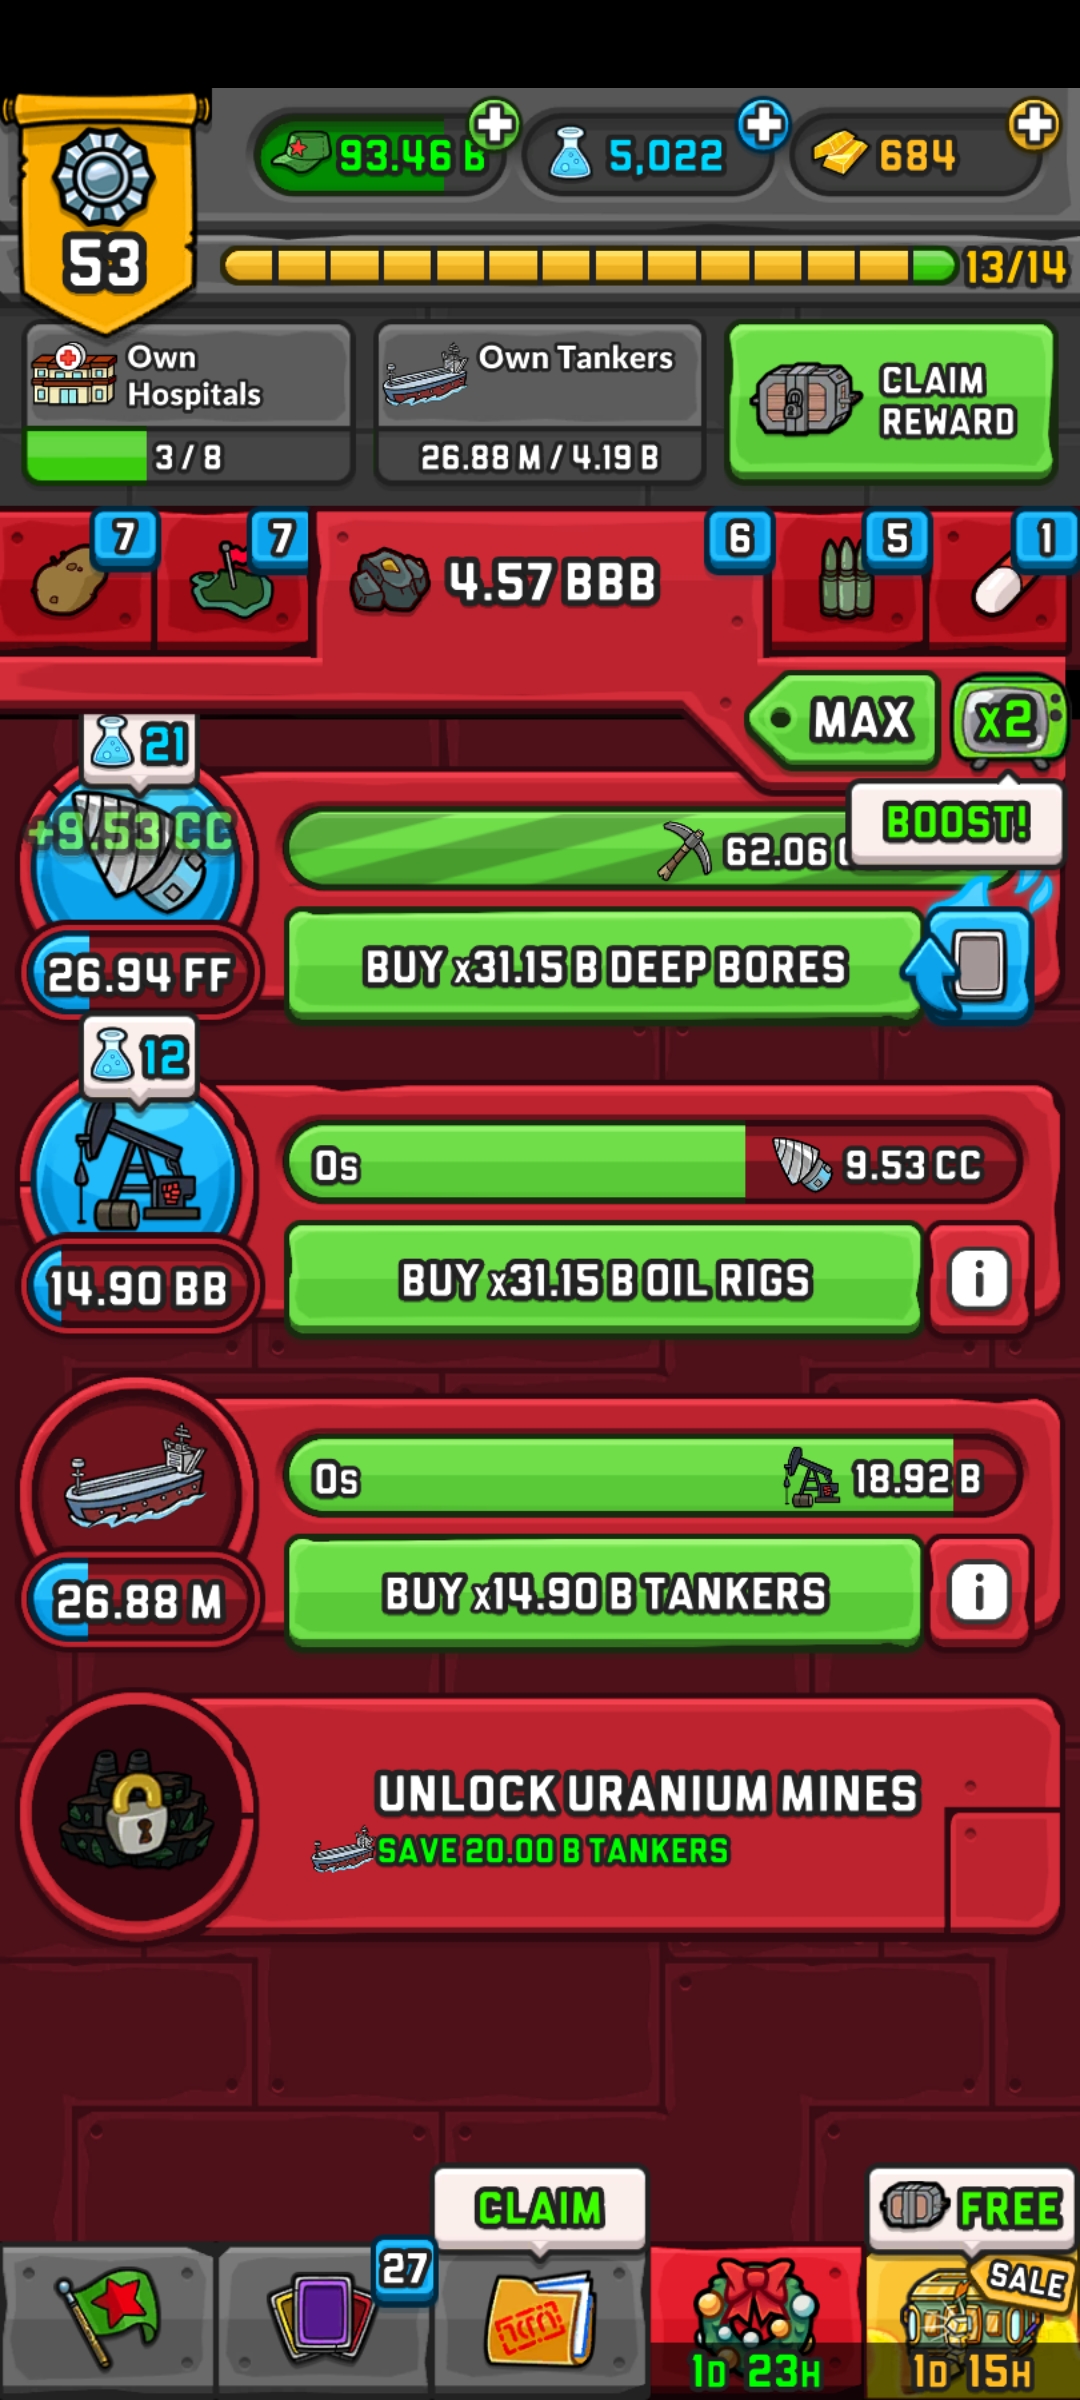 93.46 B
5,022
684
53
13/14
Own
Hospitals
3 / 8
Own Tankers
26.88 M / 4.19 B
CLAIM
REWARD
7
7
4.57 BBB
6
5
1
MAX
x2
BOOST!
21
+9.53 CC
62.06
26.94 FF
BUY x31.15 B DEEP BORES
12
0s
9.53 CC
14.90 BB
BUY x31.15 B OIL RIGS
i
0s
18.92 B
26.88 M
BUY x14.90 B TANKERS
i
UNLOCK URANIUM MINES
SAVE 20.00 B TANKERS
CLAIM
FREE
27
SALE
1D 23H
1D 15H